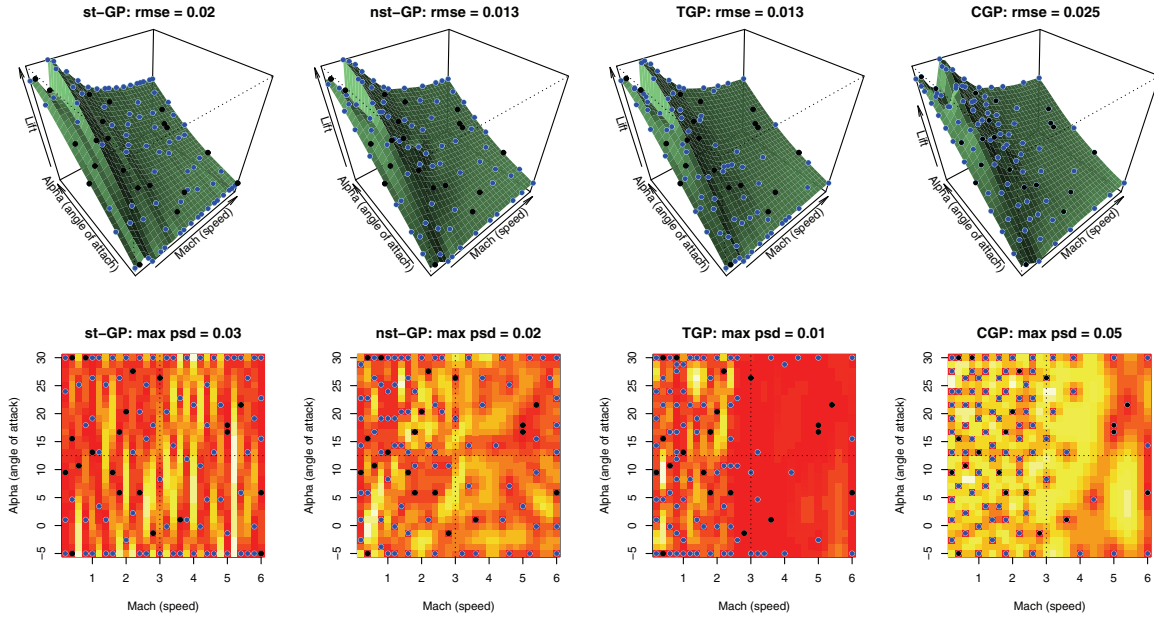 st−GP: rmse = 0.02
nst−GP: rmse = 0.013
TGP: rmse = 0.013
CGP: rmse = 0.025
Lift
Alpha (angle of attach)
Mach (speed)
Lift
Alpha (angle of attach)
Mach (speed)
Lift
Alpha (angle of attach)
Mach (speed)
Lift
Alpha (angle of attach)
Mach (speed)
st−GP: max psd = 0.03
nst−GP: max psd = 0.02
TGP: max psd = 0.01
CGP: max psd = 0.05
Alpha (angle of attack)
−5 0 5 10 15 20 25 30
1 2 3 4 5 6
Mach (speed)
Alpha (angle of attack)
−5 0 5 10 15 20 25 30
1 2 3 4 5 6
Mach (speed)
Alpha (angle of attack)
−5 0 5 10 15 20 25 30
1 2 3 4 5 6
Mach (speed)
Alpha (angle of attack)
−5 0 5 10 15 20 25 30
1 2 3 4 5 6
Mach (speed)